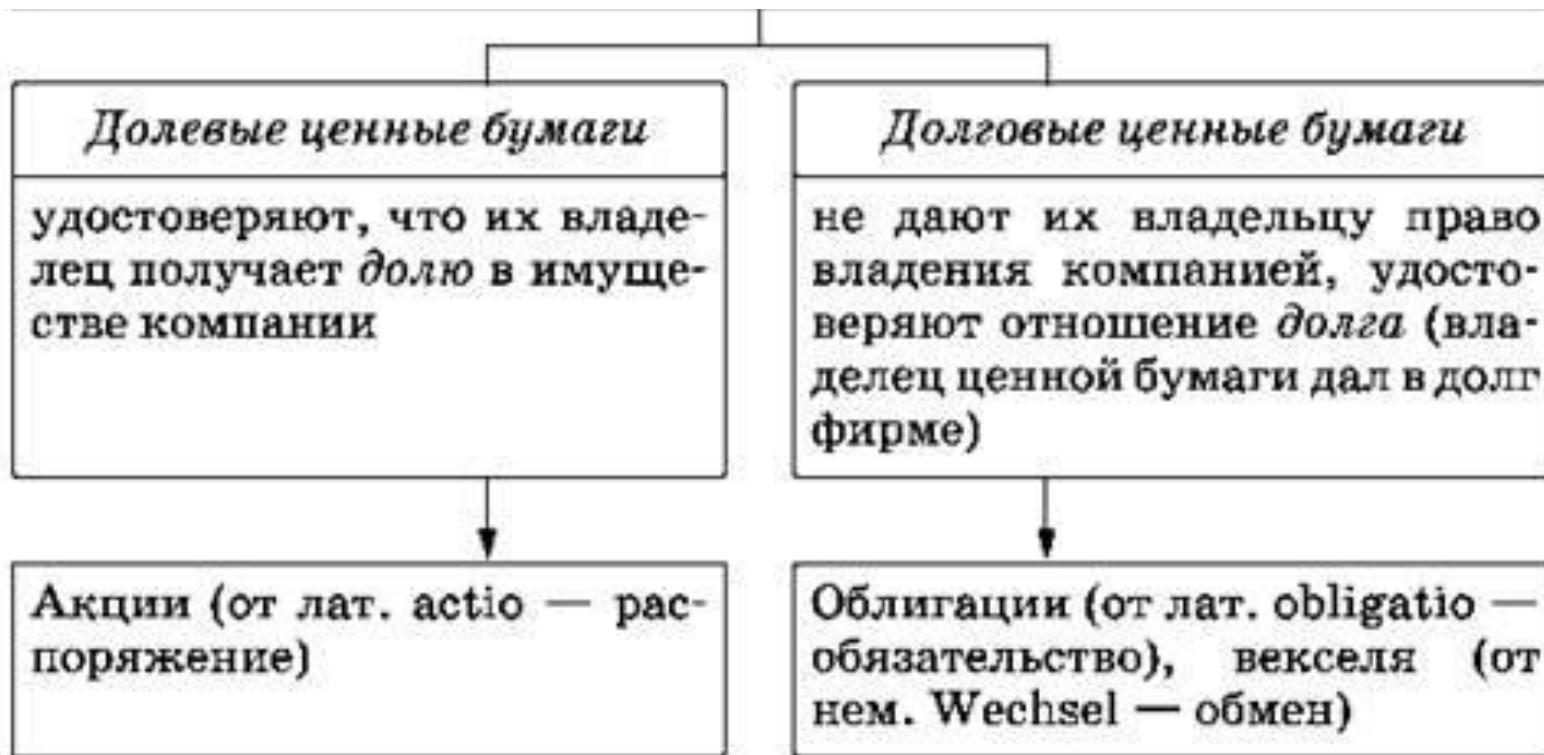 Долевые ценные бумаги
удостоверяют, что их владе-
лец получает долю в имуще-
стве компании
Акции (от лат. actio — рас-
поряжение)
Долговые ценные бумаги
не дают их владельцу право
владения компанией, удосто-
веряют отношение долга (вла-
делец ценной бумаги дал в долг
фирме)
Облигации (от лат. obligatio —
обязательство), векселя (от
нем. Wechsel — обмен)